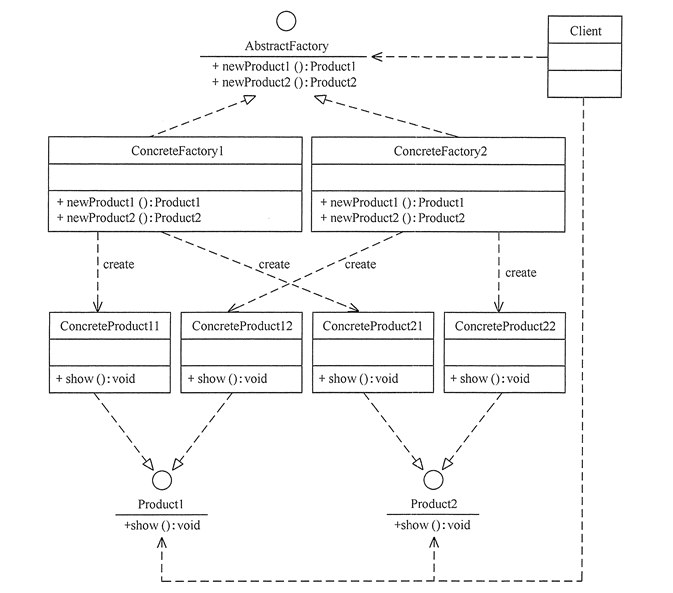 AbstractFactory
+ newProduct1 ():Product1
+ newProduct2 ():Product2
Client
ConcreteFactory1
+ newProduct1 ():Product1
+ newProduct2 ():Product2
ConcreteFactory2
+ newProduct1 ():Product1
+ newProduct2 ():Product2
create
create
create
create
ConcreteProduct11
+ show ():void
ConcreteProduct12
+ show ():void
ConcreteProduct21
+ show ():void
ConcreteProduct22
+ show ():void
Product1
+show ():void
Product2
+show ():void